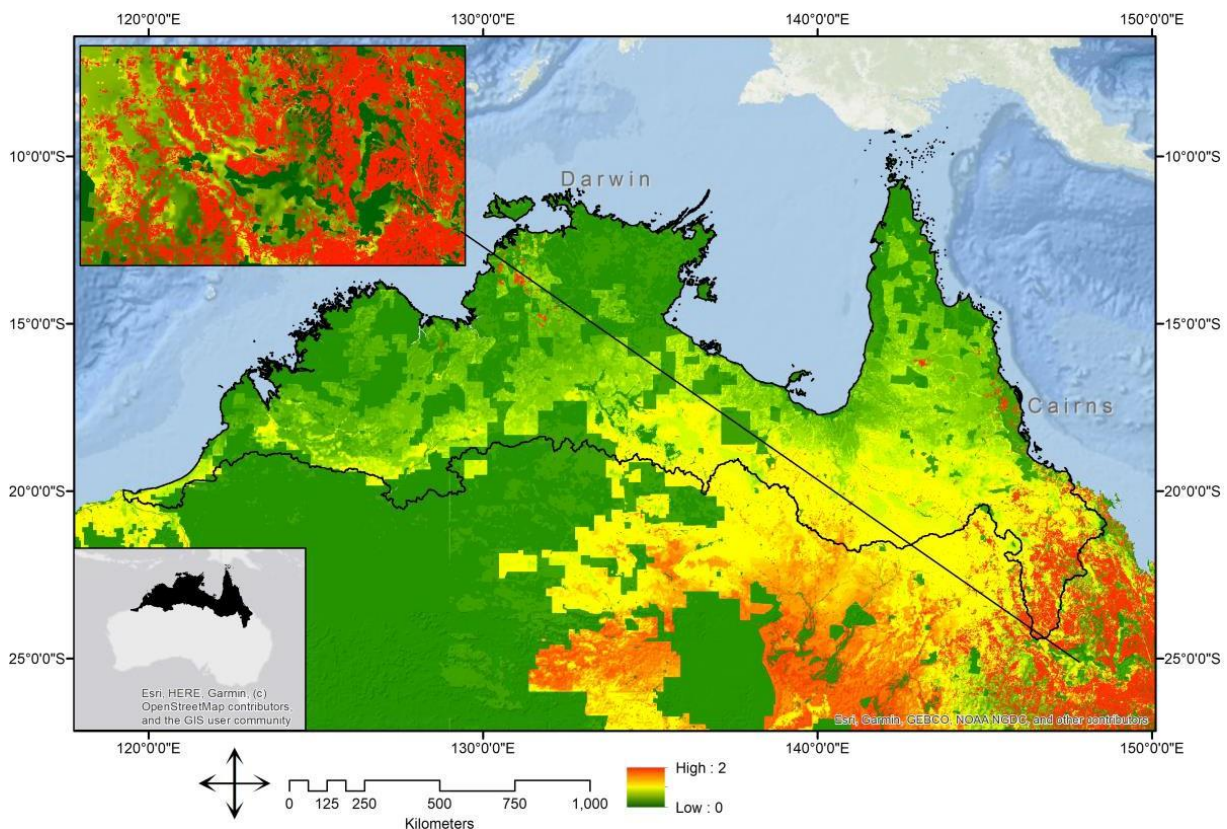 120°0'0"E 130°0'0"E 140°0'0"E 150°0'0"E
10°0'0"S 10°0'0"S
Darwin
15°0'0"S 15°0'0"S
Cairns
20°0'0"S 20°0'0"S
25°0'0"S 25°0'0"S
Esri, HERE, Garmin, (c)
OpenStreetMap contributors,
and the GIS user community
Esri, Garmin, GEBCO, NOAA NGDC, and other contributors
120°0'0"E 130°0'0"E 140°0'0"E 150°0'0"E
0 125 250 500 750 1,000
Kilometers
High : 2
Low : 0